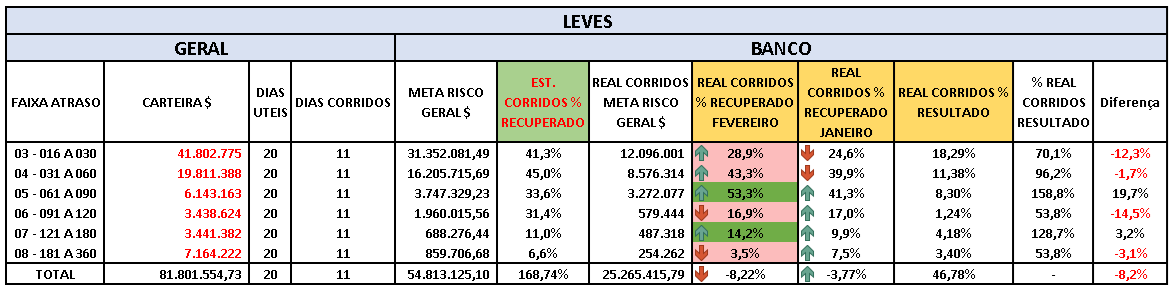 LEVES
GERAL BANCO
FAIXA ATRASO CARTEIRA $ DIAS UTEIS DIAS CORRIDOS META RISCO GERAL $ EST. CORRIDOS % RECUPERADO REAL CORRIDOS META RISCO GERAL $ REAL CORRIDOS % RECUPERADO FEVEREIRO REAL CORRIDOS % RECUPERADO JANEIRO REAL CORRIDOS % RESULTADO % REAL CORRIDOS RESULTADO Diferença
03 - 016 A 030 41.802.775 20 11 31.352.081,49 41,3% 12.096.001 28,9% 24,6% 18,29% 70,1% -12,3%
04 - 031 A 060 19.811.388 20 11 16.205.715,69 45,0% 8.576.314 43,3% 39,9% 11,38% 96,2% -1,7%
05 - 061 A 090 6.143.163 20 11 3.747.329,23 33,6% 3.272.077 53,3% 41,3% 8,30% 158,8% 19,7%
06 - 091 A 120 3.438.624 20 11 1.960.015,56 31,4% 579.444 16,9% 17,0% 1,24% 53,8% -14,5%
07 - 121 A 180 3.441.382 20 11 688.276,44 11,0% 487.318 14,2% 9,9% 4,18% 128,7% 3,2%
08 - 181 A 360 7.164.222 20 11 859.706,68 6,6% 254.262 3,5% 7,5% 3,40% 53,8% -3,1%
TOTAL 81.801.554,73 20 11 54.813.125,10 168,74% 25.265.415,79 -8,22% -3,77% 46,78% - -8,2%